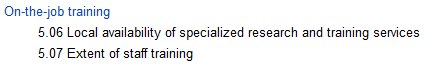 On-the-job training
5.06 Local availability of specialized research and training services
5.07 Extent of staff training